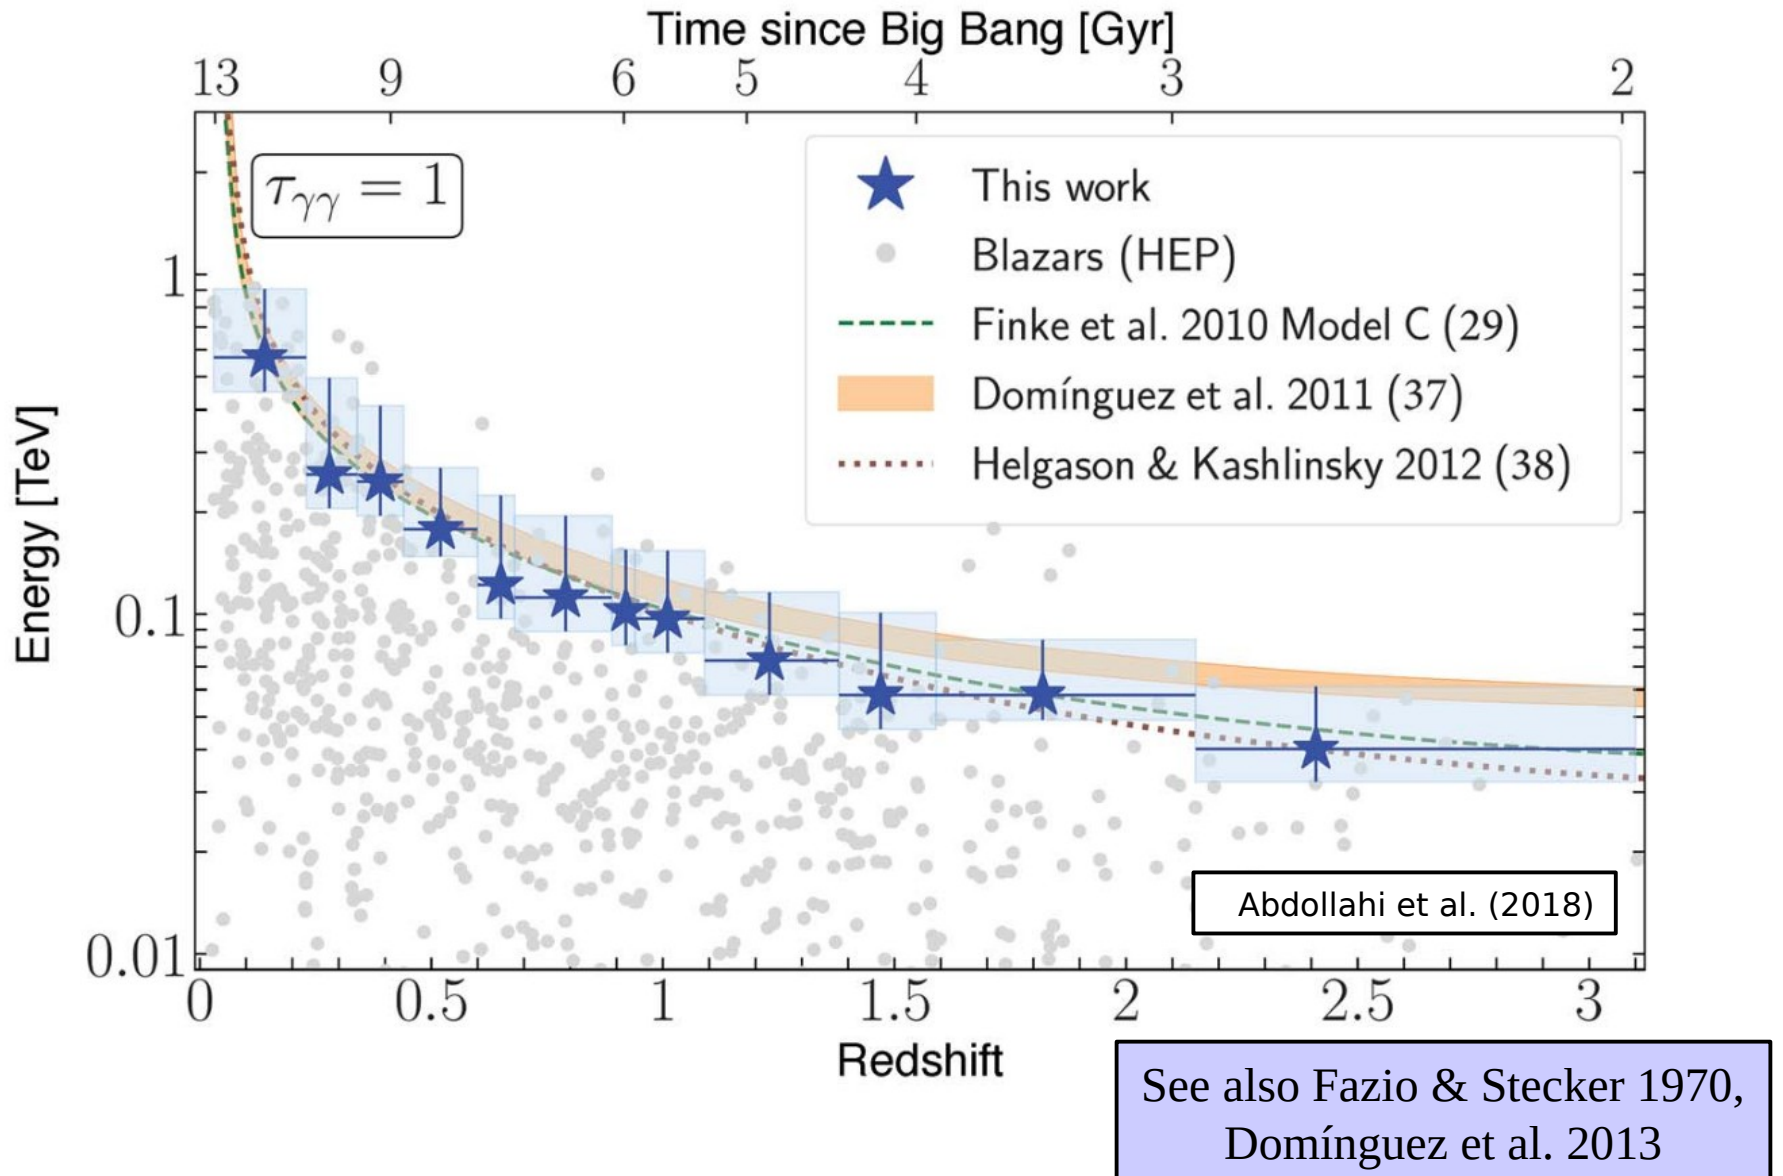 Time since Big Bang [Gyr]
13 9 6 5 4 3 2
τγγ = 1
This work
Blazars (HEP)
Finke et al. 2010 Model C (29)
Domínguez et al. 2011 (37)
Helgason & Kashlinsky 2012 (38)
Energy [TeV]
1
0.1
0.01
Abdollahi et al. (2018)
0 0.5 1 1.5 2 2.5 3
Redshift
See also Fazio & Stecker 1970,
Domínguez et al. 2013